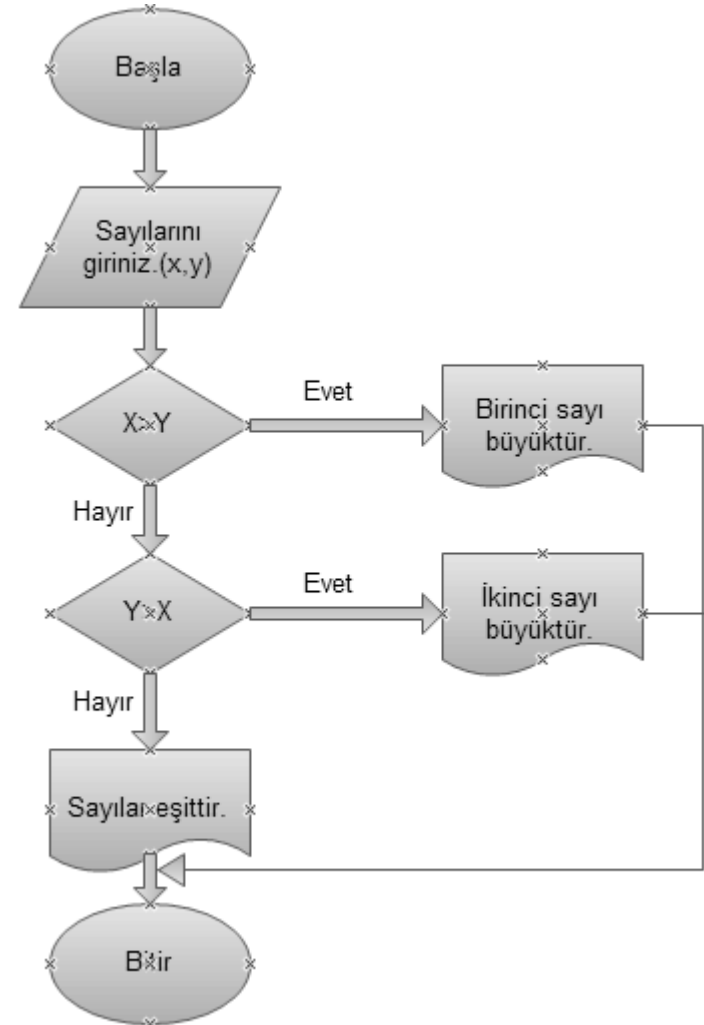 Başla
Sayılarını
giriniz.(x,y)
X>Y
Evet
Birinci sayı
büyüktür.
Hayır
Y>X
Evet
İkinci sayı
büyüktür.
Hayır
Sayılar eşittir.
Bitir